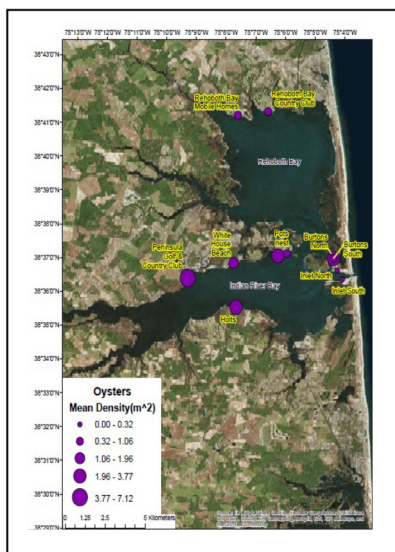 75°13'0"W 75°12'0"W 75°11'0"W 75°10'0"W 75°9'0"W 75°8'0"W 75°7'0"W 75°6'0"W 75°5'0"W 75°4'0"W
38°43'0"N
38°42'0"N
Rehoboth Bay
Mobile Homes
Rehoboth Bay
Country Club
38°41'0"N
38°40'0"N
Rehoboth Bay
38°39'0"N
38°38'0"N
White
House
Beach
Pots
nest
Burtons
North
Burtons
South
38°37'0"N
Peninsula
Golf &
Country Club
Inlet North
38°36'0"N
Indian River Bay
Inlet South
Holts
38°35'0"N
38°34'0"N
38°33'0"N
38°32'0"N
38°31'0"N
38°30'0"N
38°29'0"N
Oysters
Mean Density(m^2)
0.00 - 0.32
0.32 - 1.06
1.06 - 1.96
1.96 - 3.77
3.77 - 7.12
0 1.25 2.5 5 Kilometers